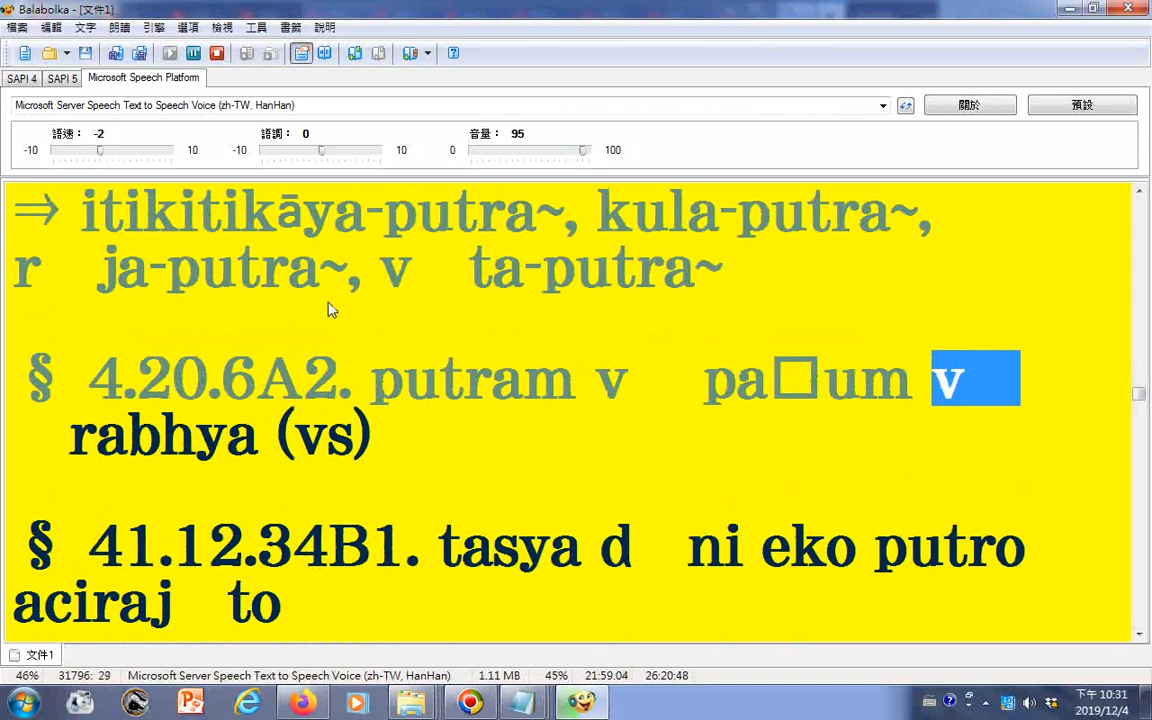 Balabolka - [文件1]
檔案 編輯 文字 朗讀 引擎 選項 檢視 工具 書籤 說明
SAPI 4 SAPI 5 Microsoft Speech Platform
Microsoft Server Speech Text to Speech Voice (zh-TW, HanHan)
關於 預設
語速： -2 語調： 0 音量： 95
-10 10 -10 10 0 100
⇒ itikitikāya-putra~, kula-putra~,
r ja-putra~, v ta-putra~
§ 4.20.6A2. putram v pa□um v
rabhya (vs)
§ 41.12.34B1. tasya d ni eko putro
aciraj to
文件1
46% 31796: 29 Microsoft Server Speech Text to Speech Voice (zh-TW, HanHan) 1.11 MB 45% 21:59:04 26:20:48
下午 10:31
2019/12/4